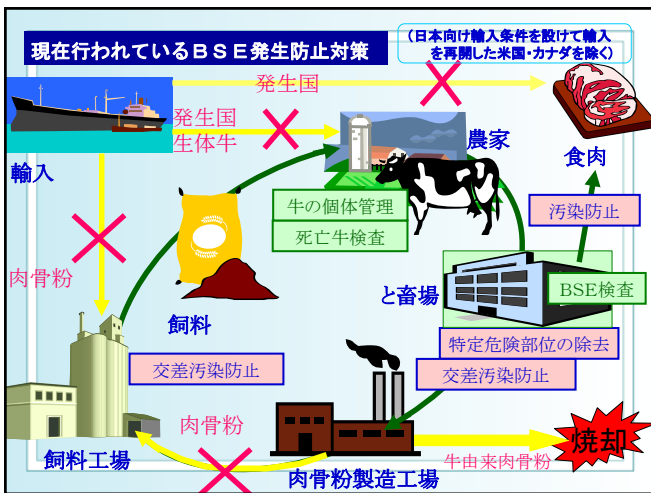 現在行われているＢＳＥ発生防止対策
(日本向け輸入条件を設けて輸入
を再開した米国・カナダを除く)
発生国
発生国
生体牛
輸入
農家
食肉
牛の個体管理
死亡牛検査
汚染防止
肉骨粉
飼料
と畜場
BSE検査
特定危険部位の除去
交差汚染防止
交差汚染防止
肉骨粉
焼却
牛由来肉骨粉
飼料工場
肉骨粉製造工場